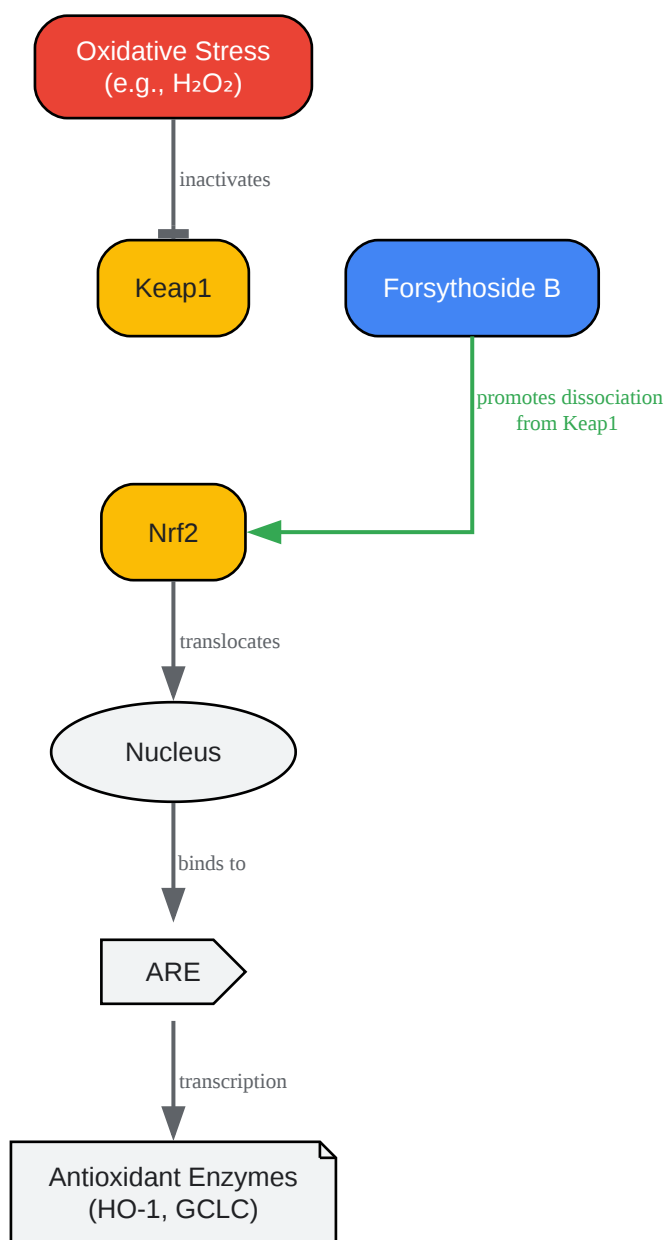 Oxidative Stress
(e.g., H₂O₂)
inactivates
Keap1
Forsythoside B
promotes dissociation
from Keap1
Nrf2
translocates
Nucleus
binds to
ARE
transcription
Antioxidant Enzymes
(HO-1, GCLC)